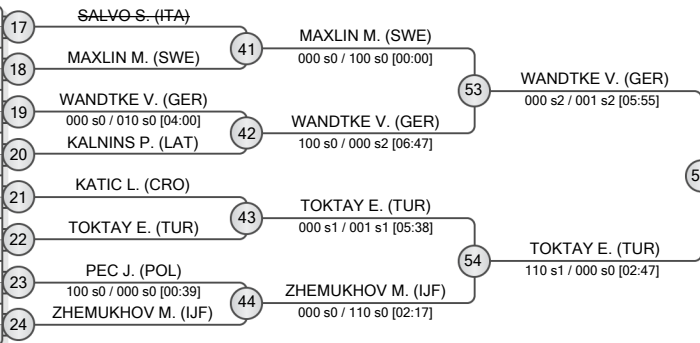 17
SALVO S. (ITA)
18
MAXLIN M. (SWE)
41
MAXLIN M. (SWE)
000 s0 / 100 s0 [00:00]
19
WANDTKE V. (GER)
000 s0 / 010 s0 [04:00]
20
KALNINS P. (LAT)
42
WANDTKE V. (GER)
100 s0 / 000 s2 [06:47]
53
WANDTKE V. (GER)
000 s2 / 001 s2 [05:55]
21
KATIC L. (CRO)
22
TOKTAY E. (TUR)
43
TOKTAY E. (TUR)
000 s1 / 001 s1 [05:38]
23
PEC J. (POL)
100 s0 / 000 s0 [00:39]
24
ZHEMUKHOV M. (IJF)
44
ZHEMUKHOV M. (IJF)
000 s0 / 110 s0 [02:17]
54
TOKTAY E. (TUR)
110 s1 / 000 s0 [02:47]